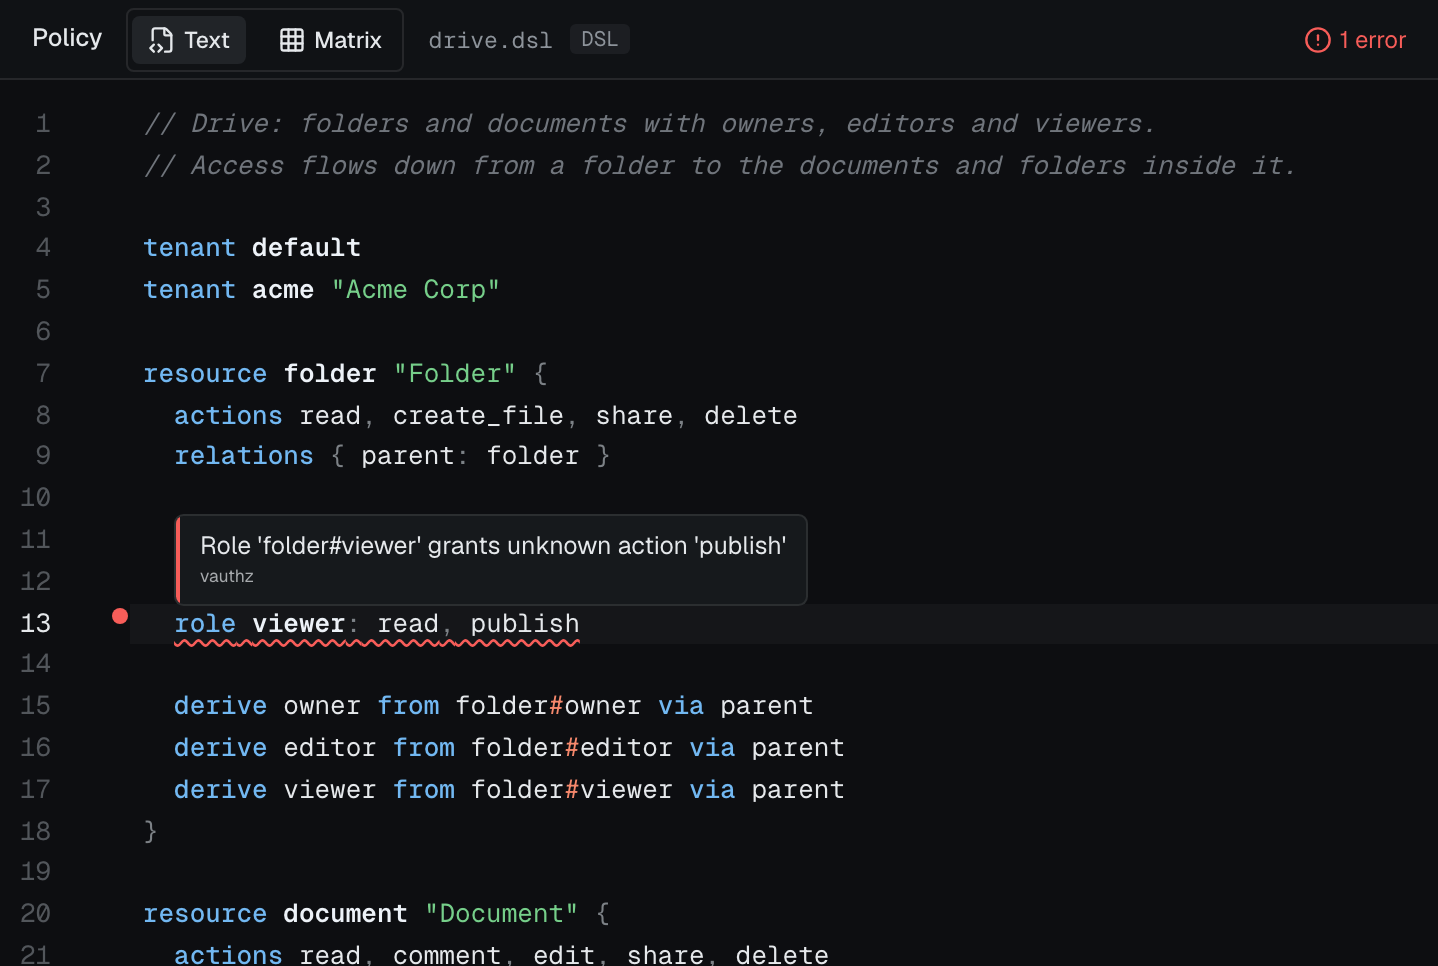 Policy Text Matrix drive.dsl DSL 1 error
1 // Drive: folders and documents with owners, editors and viewers.
2 // Access flows down from a folder to the documents and folders inside it.
3
4 tenant default
5 tenant acme "Acme Corp"
6
7 resource folder "Folder" {
8 actions read, create_file, share, delete
9 relations { parent: folder }
10
11 Role 'folder#viewer' grants unknown action 'publish'
12 vauthz
13 role viewer: read, publish
14
15 derive owner from folder#owner via parent
16 derive editor from folder#editor via parent
17 derive viewer from folder#viewer via parent
18 }
19
20 resource document "Document" {
21 actions read, comment, edit, share, delete